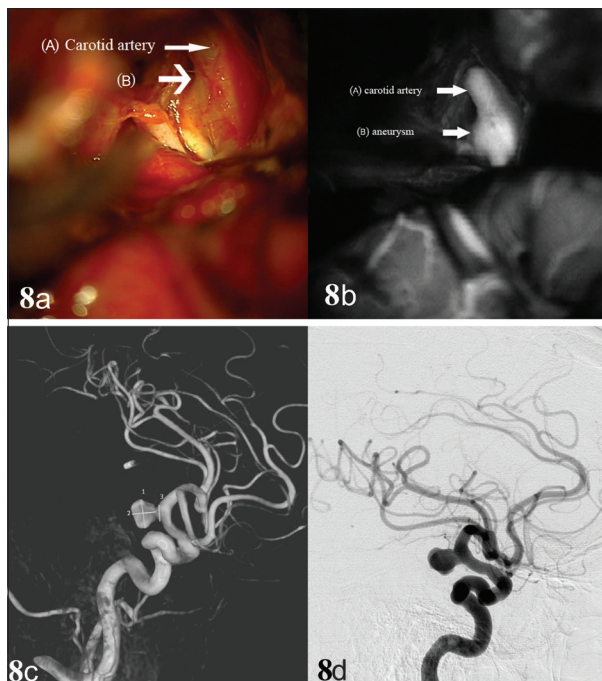 (A) Carotid artery
(B)
8a
(A) carotid artery
(B) aneurysm
8b
1
2
3
8c
8d